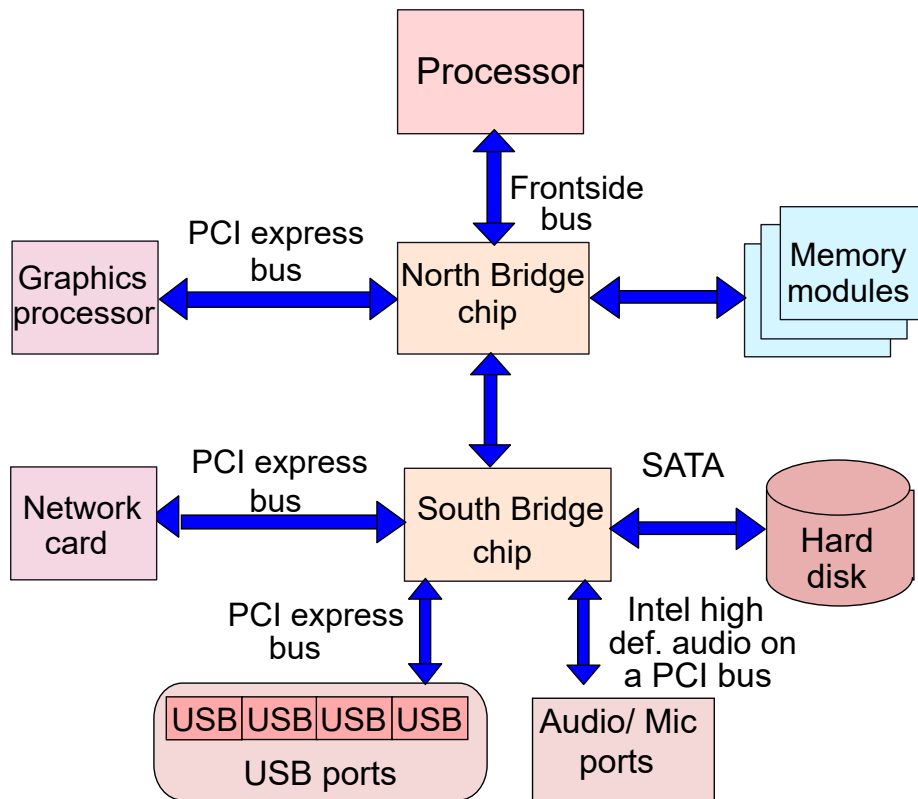 Processor
Frontside
bus
PCI express
bus
Graphics
processor
North Bridge
chip
Memory
modules
PCI express
bus
SATA
Network
card
South Bridge
chip
Hard
disk
PCI express
bus
Intel high
def. audio on
a PCI bus
USB USB USB USB
USB ports
Audio/ Mic
ports